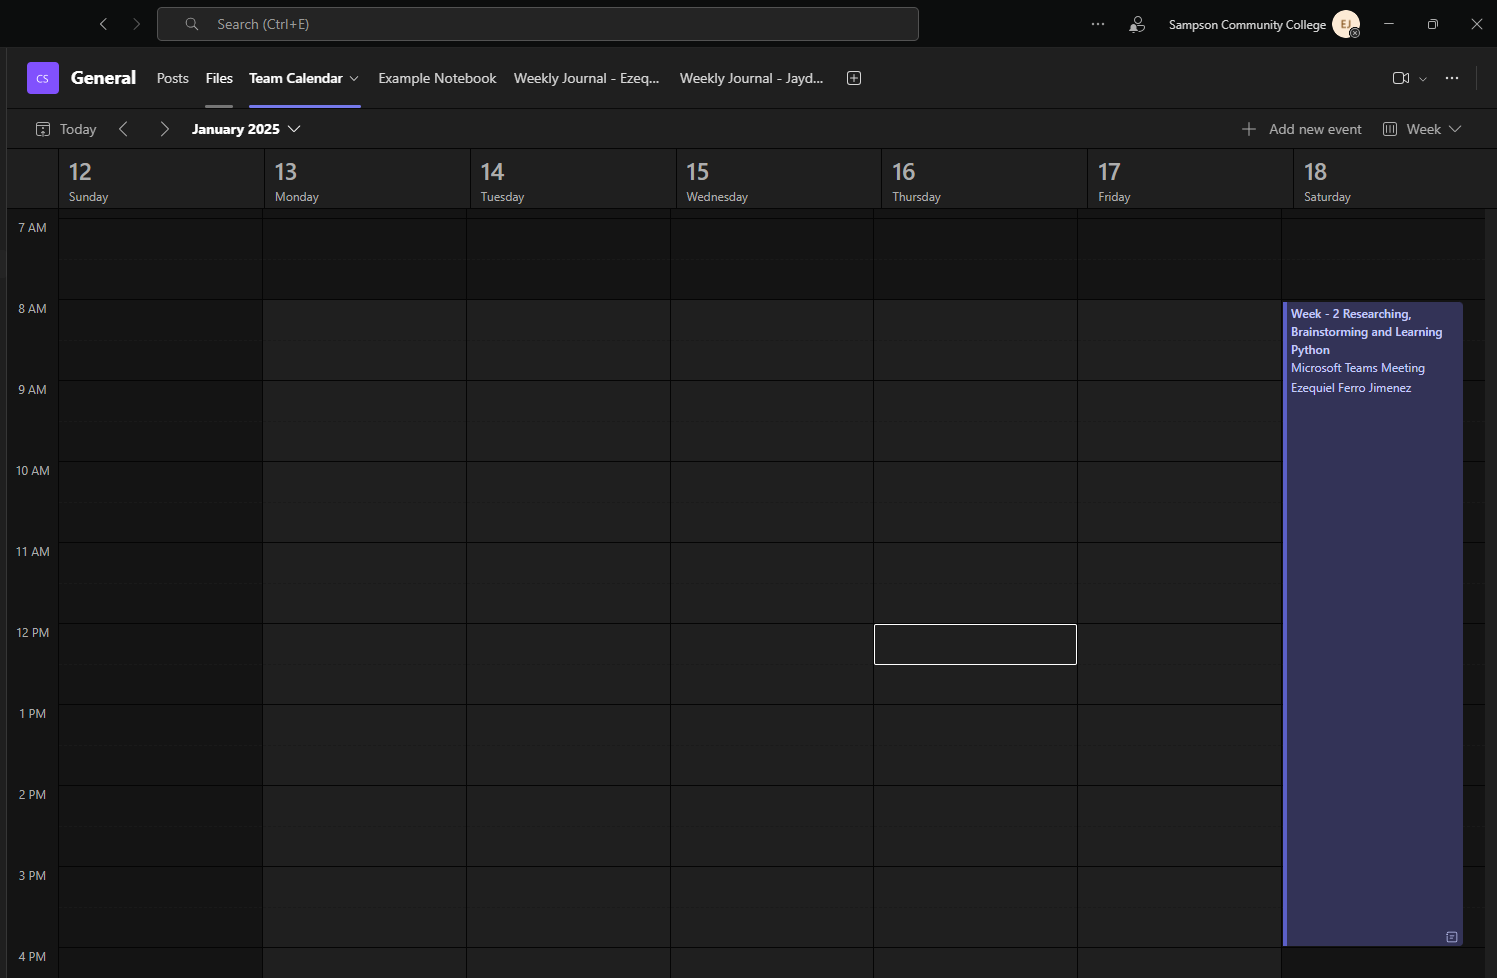 Search (Ctrl+E)
Sampson Community College
EJ
CS
General
Posts
Files
Team Calendar
Example Notebook
Weekly Journal - Ezeq...
Weekly Journal - Jayd...
Today
January 2025
Add new event
Week
12
Sunday
13
Monday
14
Tuesday
15
Wednesday
16
Thursday
17
Friday
18
Saturday
7 AM
8 AM
9 AM
10 AM
11 AM
12 PM
1 PM
2 PM
3 PM
4 PM
Week - 2 Researching,
Brainstorming and Learning
Python
Microsoft Teams Meeting
Ezequiel Ferro Jimenez